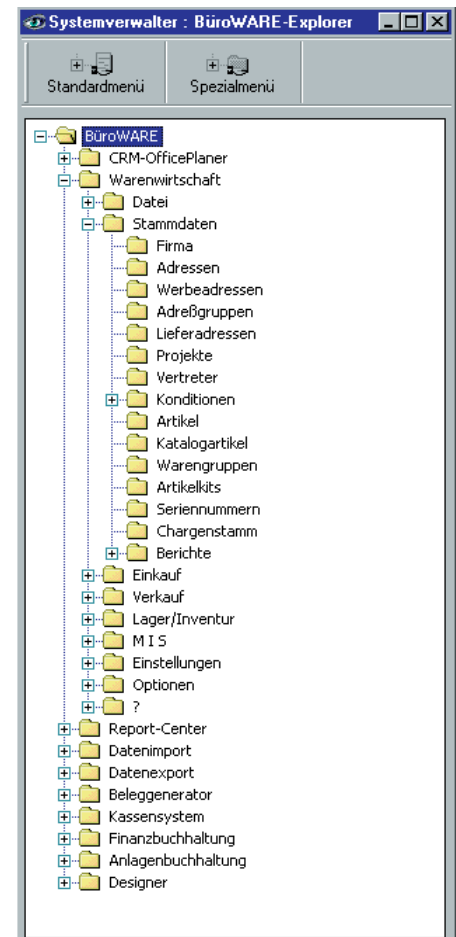 Systemverwalter : BüroWARE-Explorer
Standardmenü Spezialmenü
BüroWARE
CRM-OfficePlaner
Warenwirtschaft
Datei
Stammdaten
Firma
Adressen
Werbeadressen
Adreßgruppen
Lieferadressen
Projekte
Vertreter
Konditionen
Artikel
Katalogartikel
Warengruppen
Artikelkits
Seriennummern
Chargenstamm
Berichte
Einkauf
Verkauf
Lager/Inventur
M I S
Einstellungen
Optionen
?
Report-Center
Datenimport
Datenexport
Beleggenerator
Kassensystem
Finanzbuchhaltung
Anlagenbuchhaltung
Designer